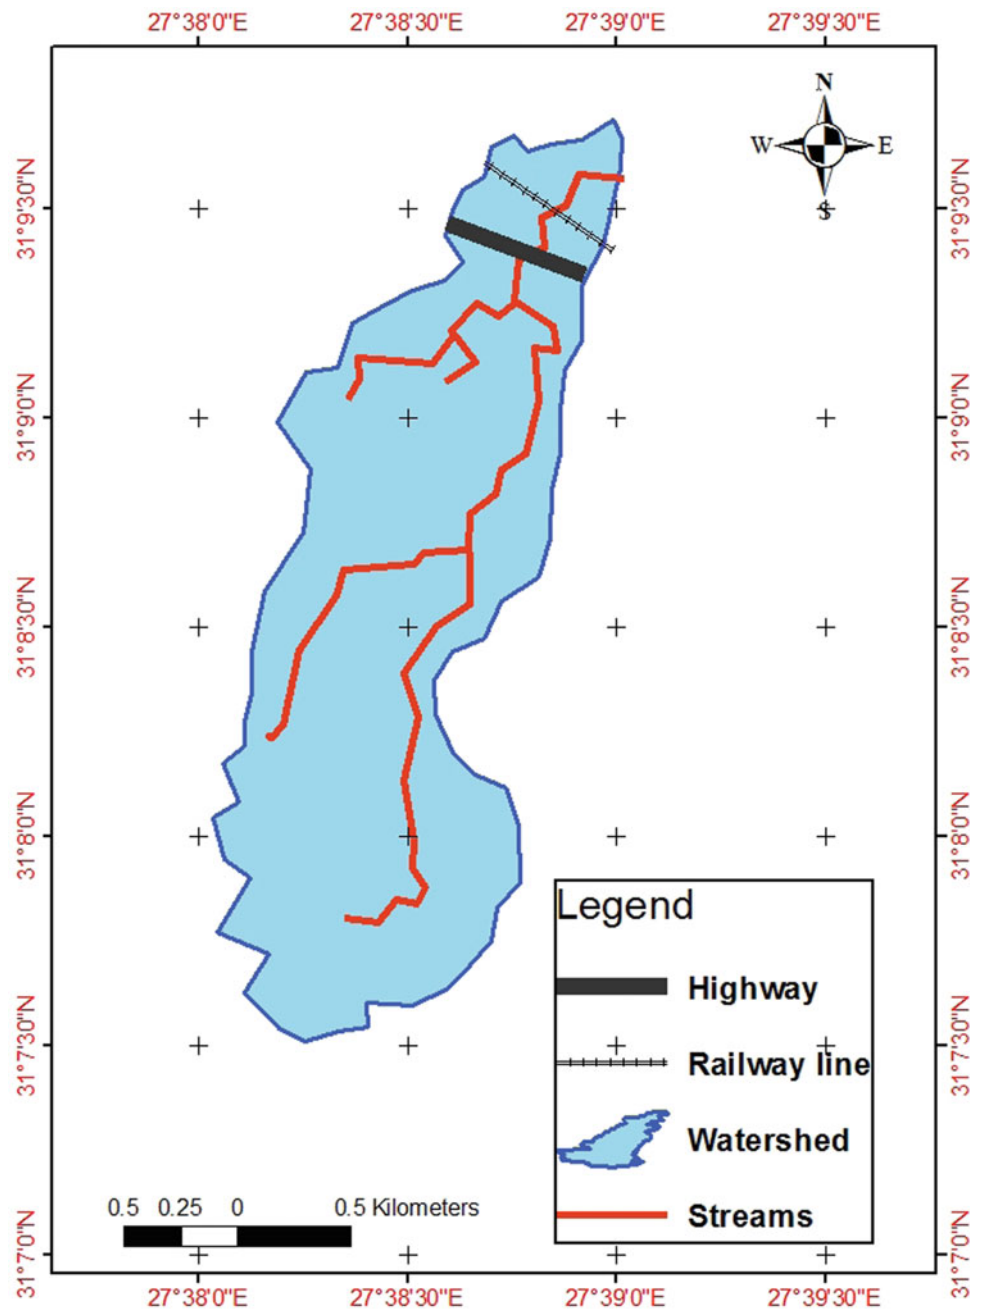 27°38'0"E 27°38'30"E 27°39'0"E 27°39'30"E
N
W E
S
31°9'30"N 31°9'30"N
31°9'0"N 31°9'0"N
31°8'30"N 31°8'30"N
31°8'0"N 31°8'0"N
Legend
Highway
31°7'30"N 31°7'30"N
Railway line
Watershed
0.5 0.25 0 0.5 Kilometers
Streams
31°7'0"N 31°7'0"N
27°38'0"E 27°38'30"E 27°39'0"E 27°39'30"E